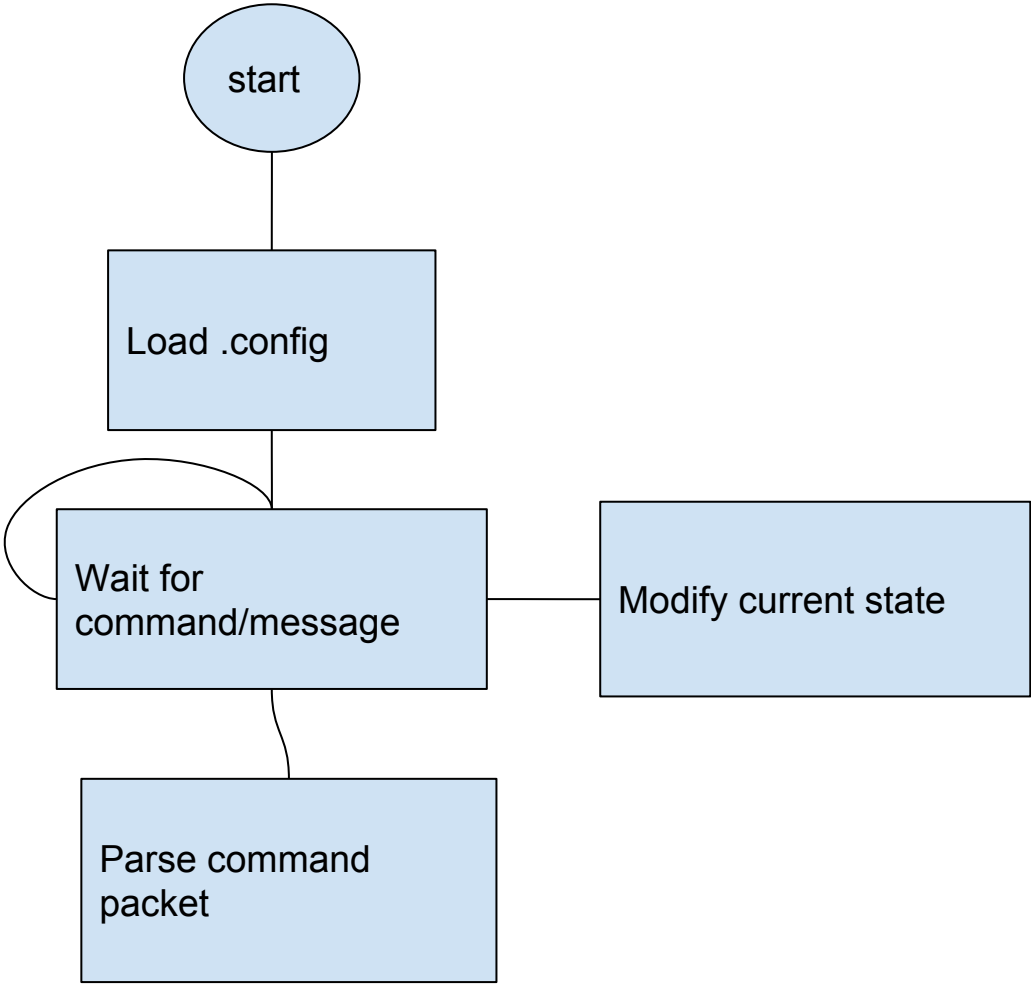 start
Load .config
Wait for
command/message
Modify current state
Parse command
packet